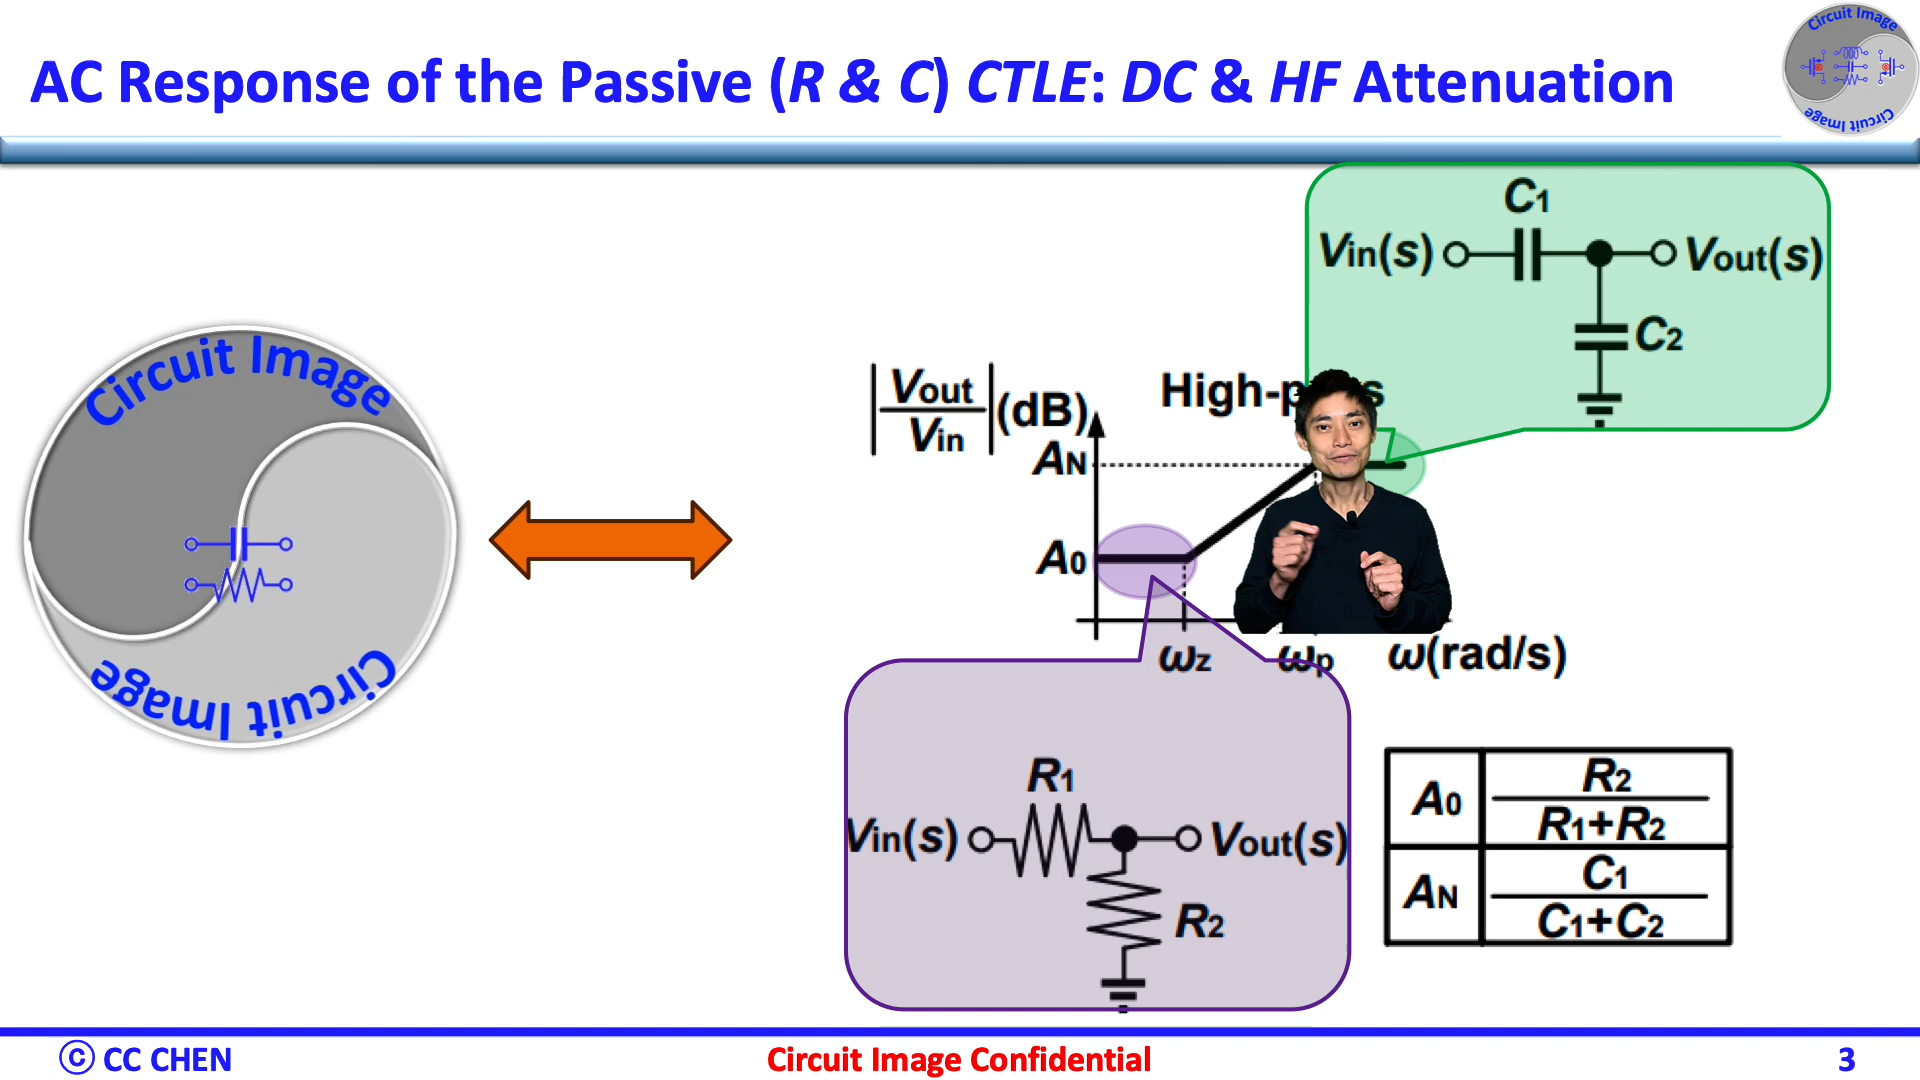 AC Response of the Passive (R & C) CTLE: DC & HF Attenuation
Circuit Image
Circuit Image
Circuit Image
Circuit Image
C1
Vin(s)
Vout(s)
C2
|Vout/Vin|(dB)
AN
A0
ωz
ωp
ω(rad/s)
R1
Vin(s)
Vout(s)
R2
A0 R2/(R1+R2)
AN C1/(C1+C2)
© CC CHEN
Circuit Image Confidential
3